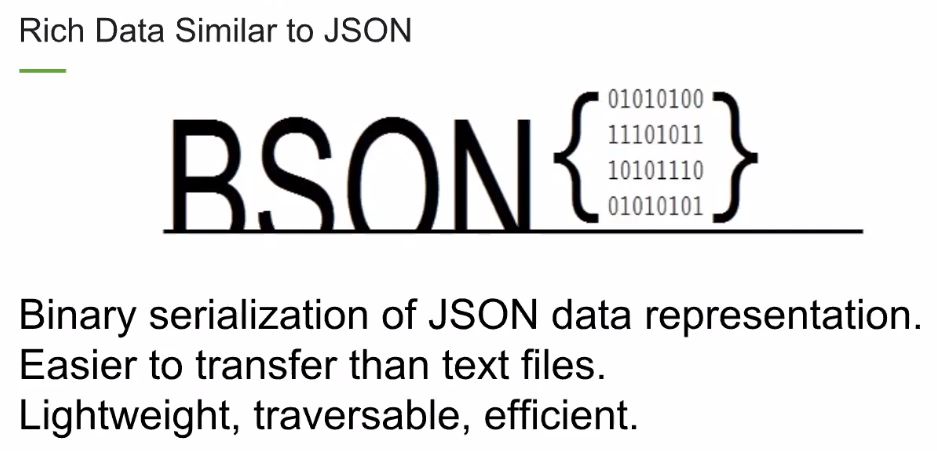 Rich Data Similar to JSON
BSON
{
01010100
11101011
10101110
01010101
}
Binary serialization of JSON data representation.
Easier to transfer than text files.
Lightweight, traversable, efficient.